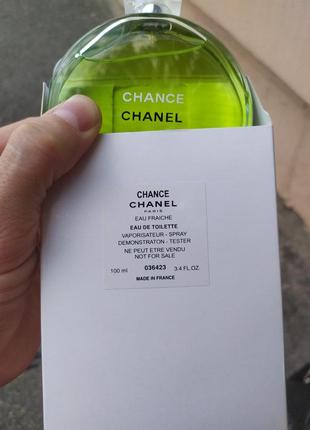 CHANCE
CHANEL
CHANCE
CHANEL
PARIS
EAU FRAICHE
EAU DE TOILETTE
VAPORISATEUR - SPRAY
DEMONSTRATON - TESTER
NE PEUT ETRE VENDU
NOT FOR SALE
100 ml 036423 3.4 FL.OZ.
MADE IN FRANCE